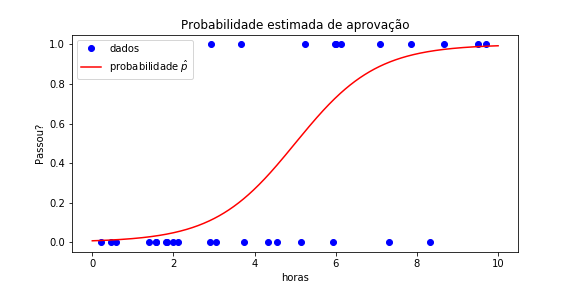 Probabilidade estimada de aprovação
dados
probabilidade p̂
1.0
0.8
0.6
0.4
0.2
0.0
Passou?
0 2 4 6 8 10
horas